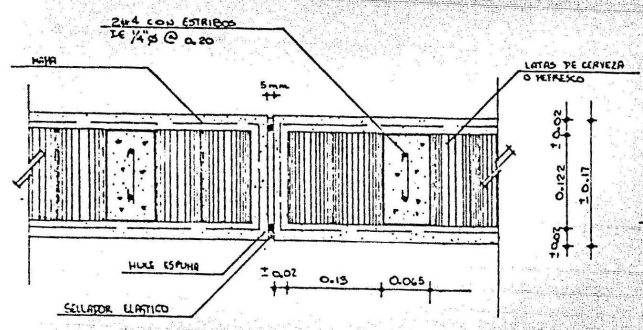 2#4 CON ESTRIBOS
DE 1/4"ø @ 0.20
MALLA
5mm
LATAS DE CERVEZA
O REFRESCO
± 0.02
0.122
± 0.17
± 0.02
HULE ESPUMA
± 0.02
0.13
0.065
SELLADOR ELASTICO